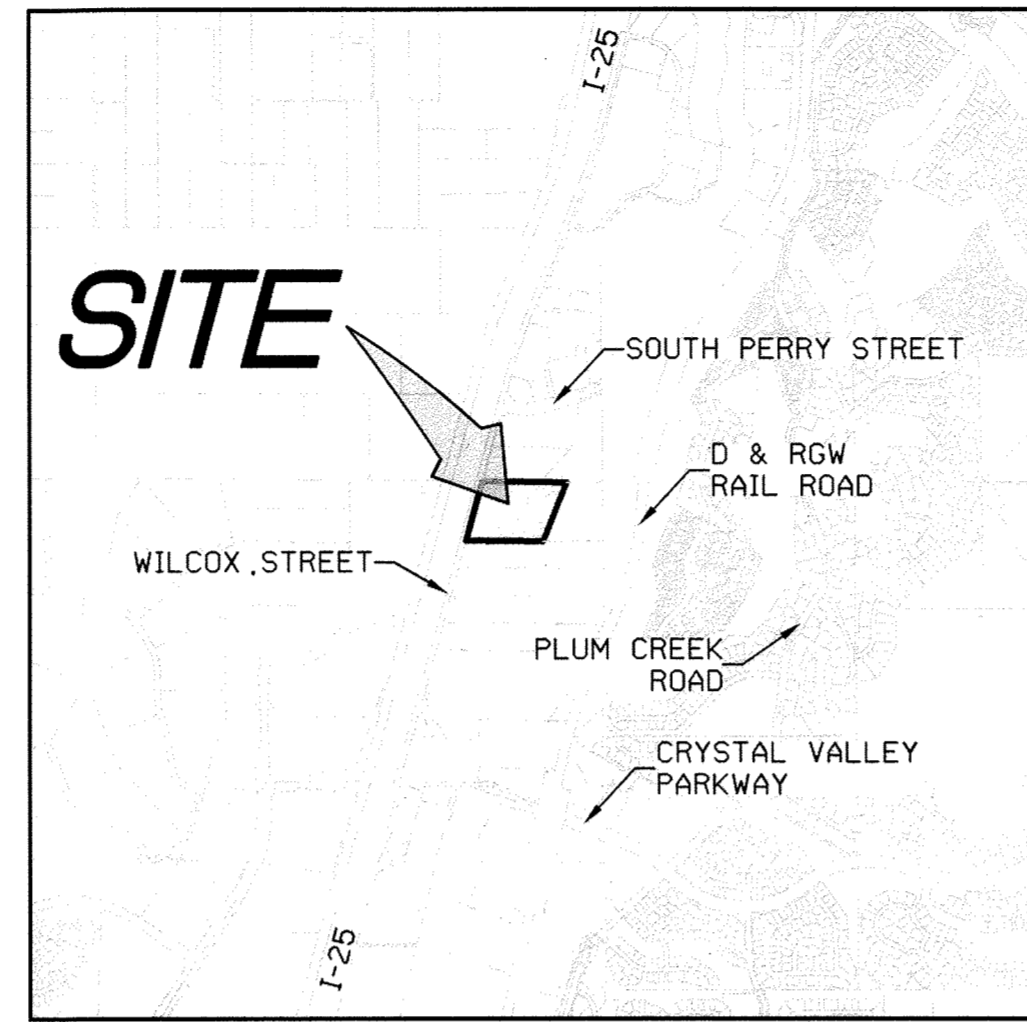 I-25
SITE
SOUTH PERRY STREET
D & RGW
RAIL ROAD
WILCOX STREET
PLUM CREEK
ROAD
CRYSTAL VALLEY
PARKWAY
I-25